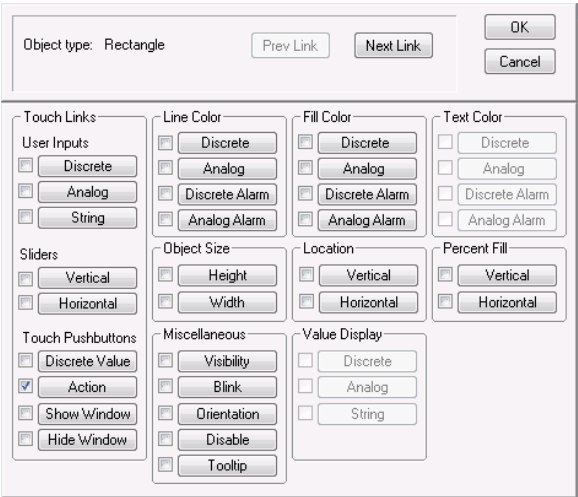 Object type: Rectangle
Prev Link
Next Link
OK
Cancel
Touch Links
User Inputs
Discrete
Analog
String
Sliders
Vertical
Horizontal
Touch Pushbuttons
Discrete Value
Action
Show Window
Hide Window
Line Color
Discrete
Analog
Discrete Alarm
Analog Alarm
Fill Color
Discrete
Analog
Discrete Alarm
Analog Alarm
Text Color
Discrete
Analog
Discrete Alarm
Analog Alarm
Object Size
Height
Width
Location
Vertical
Horizontal
Percent Fill
Vertical
Horizontal
Miscellaneous
Visibility
Blink
Orientation
Disable
Tooltip
Value Display
Discrete
Analog
String